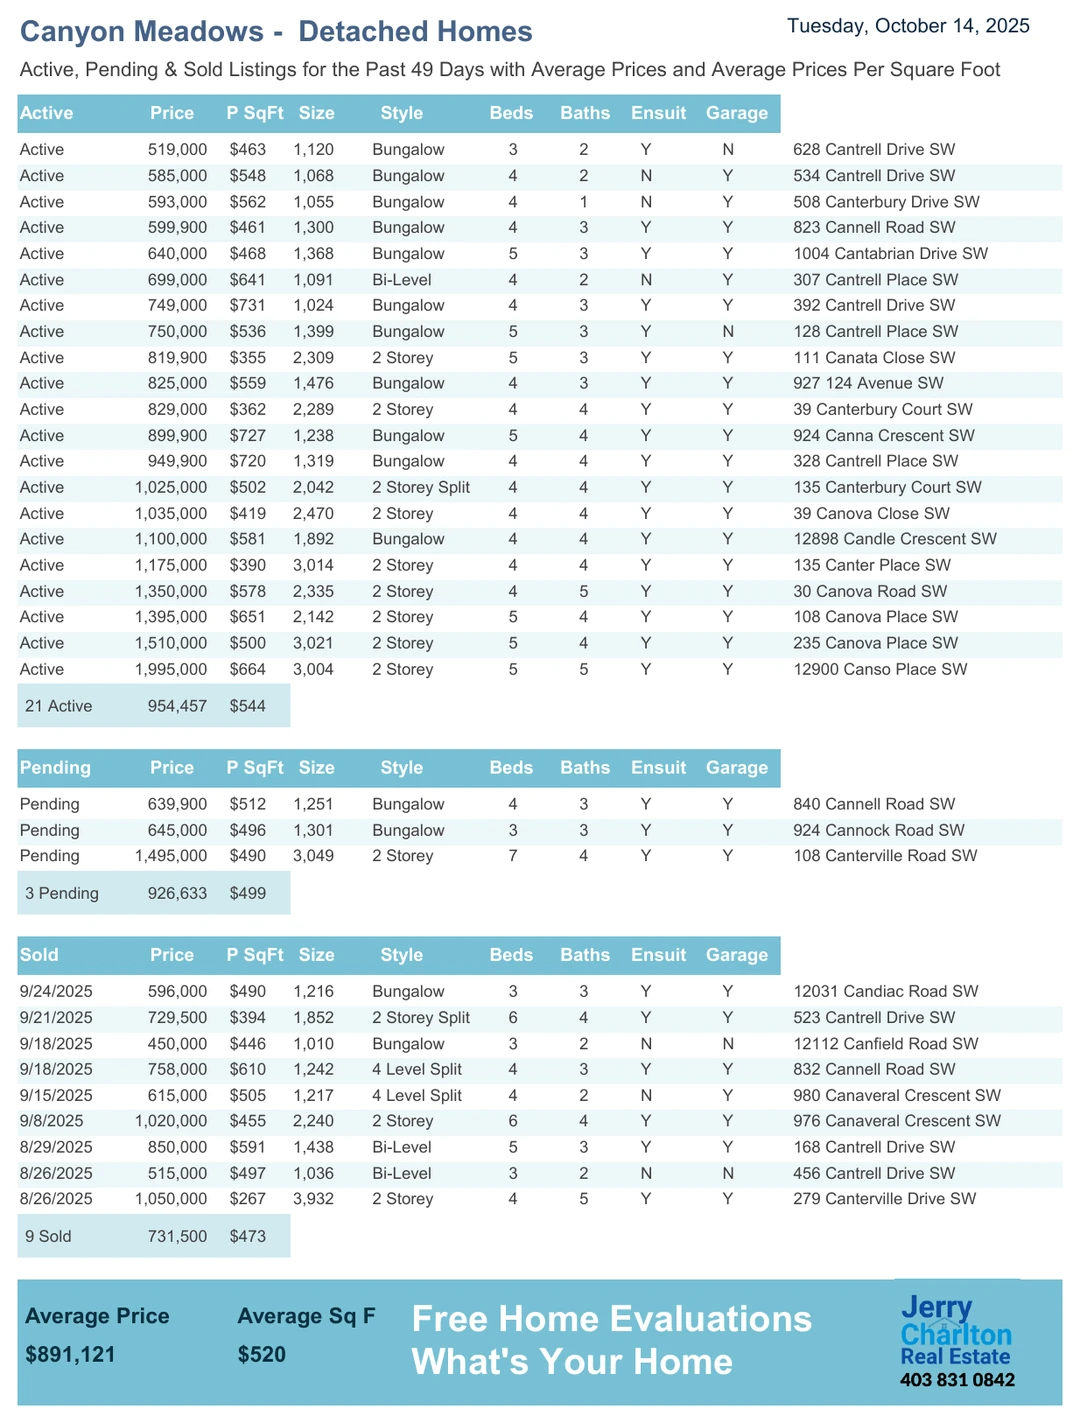 Canyon Meadows -  Detached Homes
Tuesday, October 14, 2025
Active, Pending & Sold Listings for the Past 49 Days with Average Prices and Average Prices Per Square Foot
Active Price P SqFt Size Style Beds Baths Ensuit Garage
Active 519,000 $463 1,120 Bungalow 3 2 Y N 628 Cantrell Drive SW
Active 585,000 $548 1,068 Bungalow 4 2 N Y 534 Cantrell Drive SW
Active 593,000 $562 1,055 Bungalow 4 1 N Y 508 Canterbury Drive SW
Active 599,900 $461 1,300 Bungalow 4 3 Y Y 823 Cannell Road SW
Active 640,000 $468 1,368 Bungalow 5 3 Y Y 1004 Cantabrian Drive SW
Active 699,000 $641 1,091 Bi-Level 4 2 N Y 307 Cantrell Place SW
Active 749,000 $731 1,024 Bungalow 4 3 Y Y 392 Cantrell Drive SW
Active 750,000 $536 1,399 Bungalow 5 3 Y N 128 Cantrell Place SW
Active 819,900 $355 2,309 2 Storey 5 3 Y Y 111 Canata Close SW
Active 825,000 $559 1,476 Bungalow 4 3 Y Y 927 124 Avenue SW
Active 829,000 $362 2,289 2 Storey 4 4 Y Y 39 Canterbury Court SW
Active 899,900 $727 1,238 Bungalow 5 4 Y Y 924 Canna Crescent SW
Active 949,900 $720 1,319 Bungalow 4 4 Y Y 328 Cantrell Place SW
Active 1,025,000 $502 2,042 2 Storey Split 4 4 Y Y 135 Canterbury Court SW
Active 1,035,000 $419 2,470 2 Storey 4 4 Y Y 39 Canova Close SW
Active 1,100,000 $581 1,892 Bungalow 4 4 Y Y 12898 Candle Crescent SW
Active 1,175,000 $390 3,014 2 Storey 4 4 Y Y 135 Canter Place SW
Active 1,350,000 $578 2,335 2 Storey 4 5 Y Y 30 Canova Road SW
Active 1,395,000 $651 2,142 2 Storey 5 4 Y Y 108 Canova Place SW
Active 1,510,000 $500 3,021 2 Storey 5 4 Y Y 235 Canova Place SW
Active 1,995,000 $664 3,004 2 Storey 5 5 Y Y 12900 Canso Place SW
21 Active 954,457 $544
Pending Price P SqFt Size Style Beds Baths Ensuit Garage
Pending 639,900 $512 1,251 Bungalow 4 3 Y Y 840 Cannell Road SW
Pending 645,000 $496 1,301 Bungalow 3 3 Y Y 924 Cannock Road SW
Pending 1,495,000 $490 3,049 2 Storey 7 4 Y Y 108 Canterville Road SW
3 Pending 926,633 $499
Sold Price P SqFt Size Style Beds Baths Ensuit Garage
9/24/2025 596,000 $490 1,216 Bungalow 3 3 Y Y 12031 Candiac Road SW
9/21/2025 729,500 $394 1,852 2 Storey Split 6 4 Y Y 523 Cantrell Drive SW
9/18/2025 450,000 $446 1,010 Bungalow 3 2 N N 12112 Canfield Road SW
9/18/2025 758,000 $610 1,242 4 Level Split 4 3 Y Y 832 Cannell Road SW
9/15/2025 615,000 $505 1,217 4 Level Split 4 2 N Y 980 Canaveral Crescent SW
9/8/2025 1,020,000 $455 2,240 2 Storey 6 4 Y Y 976 Canaveral Crescent SW
8/29/2025 850,000 $591 1,438 Bi-Level 5 3 Y Y 168 Cantrell Drive SW
8/26/2025 515,000 $497 1,036 Bi-Level 3 2 N N 456 Cantrell Drive SW
8/26/2025 1,050,000 $267 3,932 2 Storey 4 5 Y Y 279 Canterville Drive SW
9 Sold 731,500 $473
Average Price Average Sq F
$891,121 $520
Free Home Evaluations
What's Your Home
Jerry
Charlton
Real Estate
403 831 0842